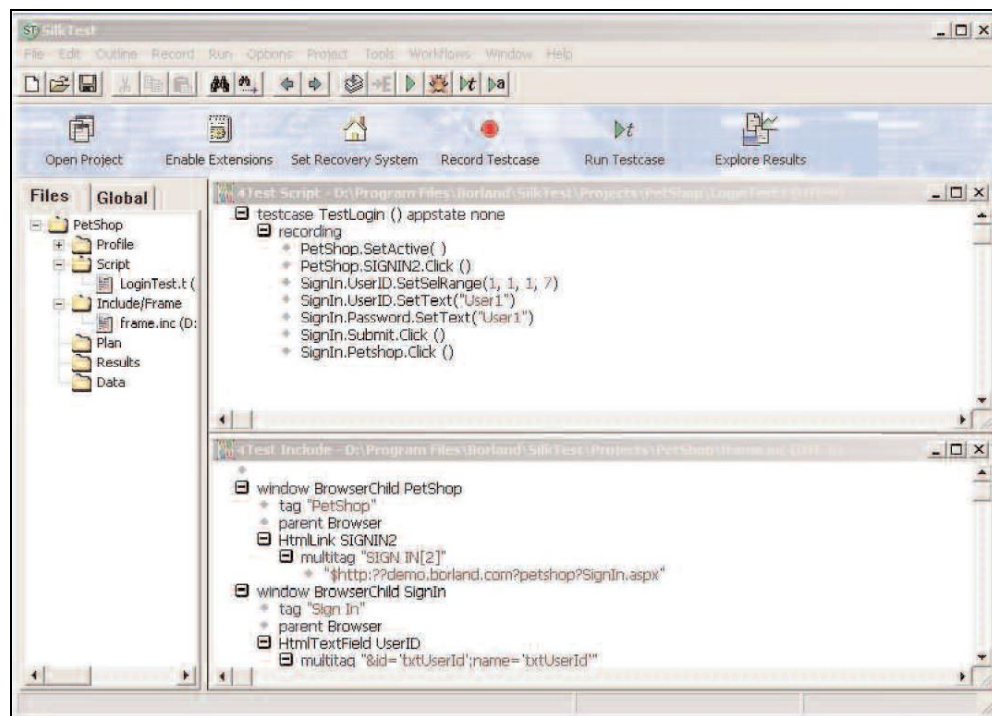 ST SilkTest
File Edit Outline Record Run Options Project Tools Workflows Window Help
Open Project Enable Extensions Set Recovery System Record Testcase Run Testcase Explore Results
Files Global
PetShop
Profile
Script
LoginTest.t (
Include/Frame
frame.inc (D:
Plan
Results
Data
4Test Script - D:\Program Files\Borland\SilkTest\Projects\PetShop\
testcase TestLogin () appstate none
recording
PetShop.SetActive( )
PetShop.SIGNIN2.Click ()
SignIn.UserID.SetSelRange(1, 1, 1, 7)
SignIn.UserID.SetText("User1")
SignIn.Password.SetText("User1")
SignIn.Submit.Click ()
SignIn.Petshop.Click ()
4Test Include - D:\Program Files\Borland\SilkTest\Projects\PetShop\frame.inc
window BrowserChild PetShop
tag "PetShop"
parent Browser
HtmlLink SIGNIN2
multitag "SIGN IN[2]"
"$http:??demo.borland.com?petshop?SignIn.aspx"
window BrowserChild SignIn
tag "Sign In"
parent Browser
HtmlTextField UserID
multitag "&id='txtUserId';name='txtUserId'"